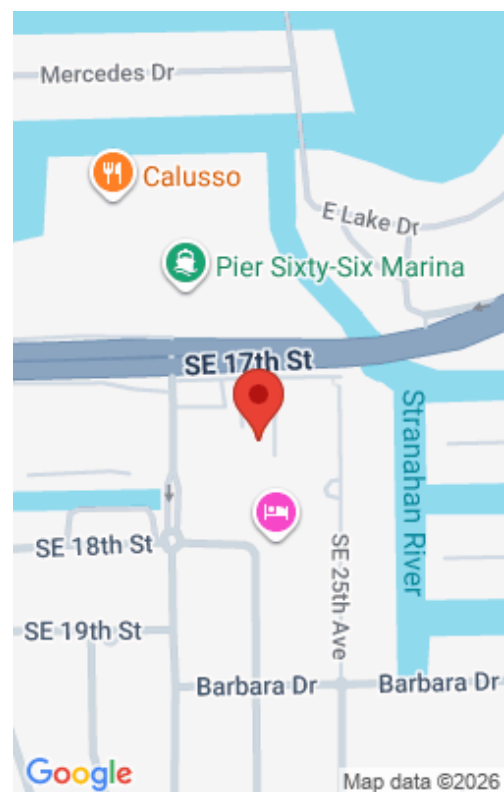 Mercedes Dr
Calusso
E Lake Dr
Pier Sixty-Six Marina
SE 17th St
Stranahan River
SE 18th St
SE 25th Ave
SE 19th St
Barbara Dr
Barbara Dr
Google
Map data ©2026